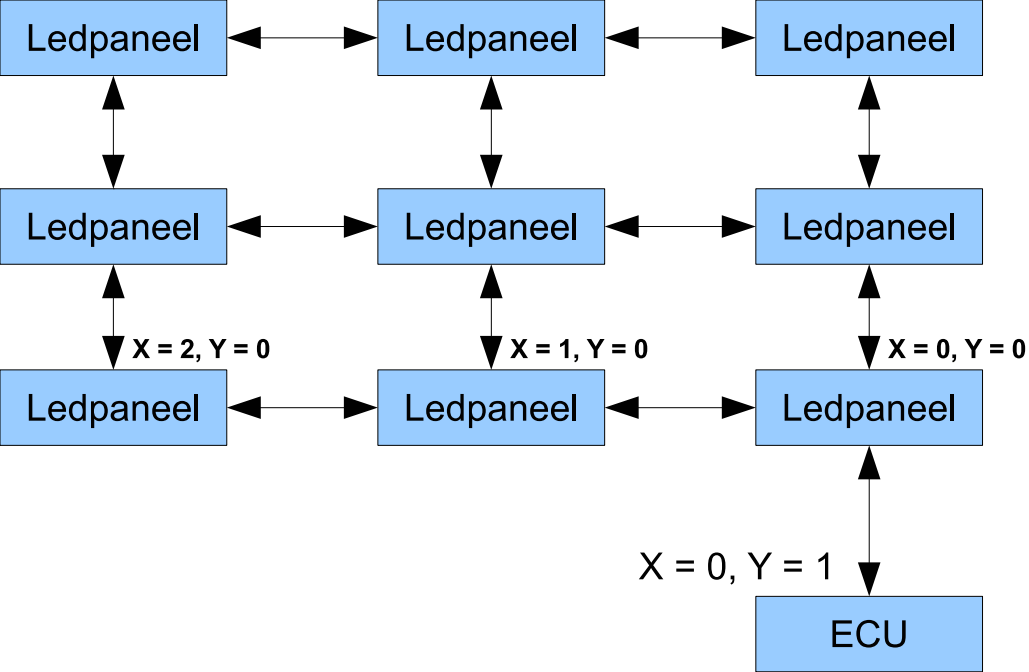 Ledpaneel Ledpaneel Ledpaneel
Ledpaneel Ledpaneel Ledpaneel
X = 2, Y = 0 X = 1, Y = 0 X = 0, Y = 0
Ledpaneel Ledpaneel Ledpaneel
X = 0, Y = 1
ECU